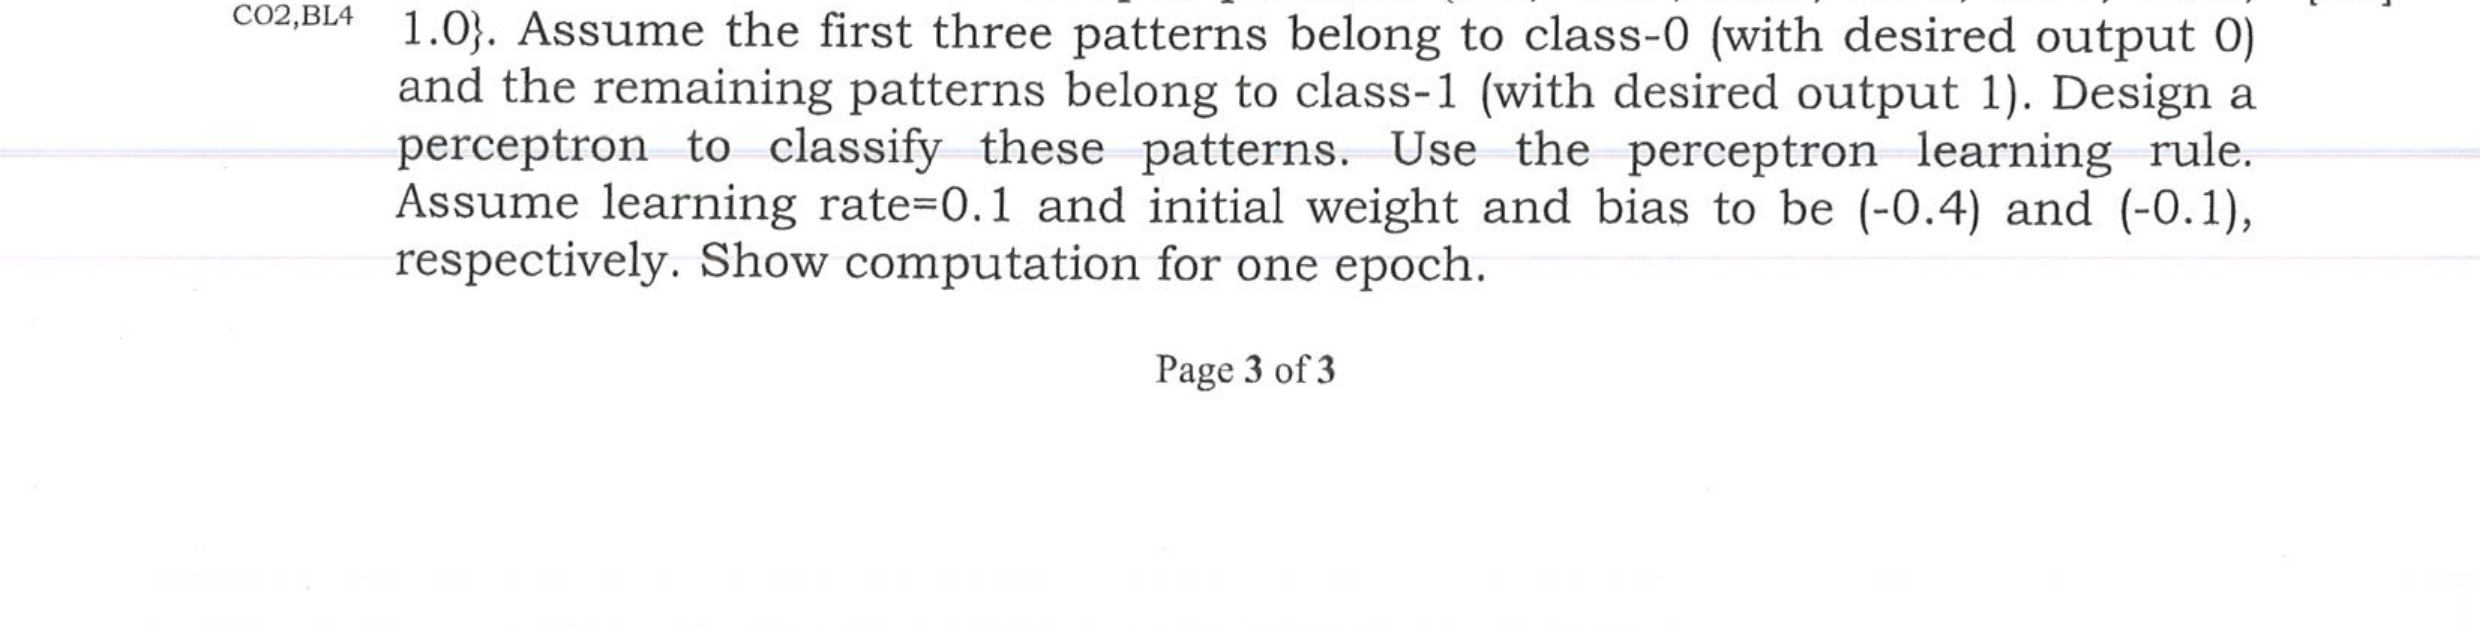 CO2,BL4 1.0}. Assume the first three patterns belong to class-0 (with desired output 0)
and the remaining patterns belong to class-1 (with desired output 1). Design a
perceptron to classify these patterns. Use the perceptron learning rule.
Assume learning rate=0.1 and initial weight and bias to be (-0.4) and (-0.1),
respectively. Show computation for one epoch.
Page 3 of 3